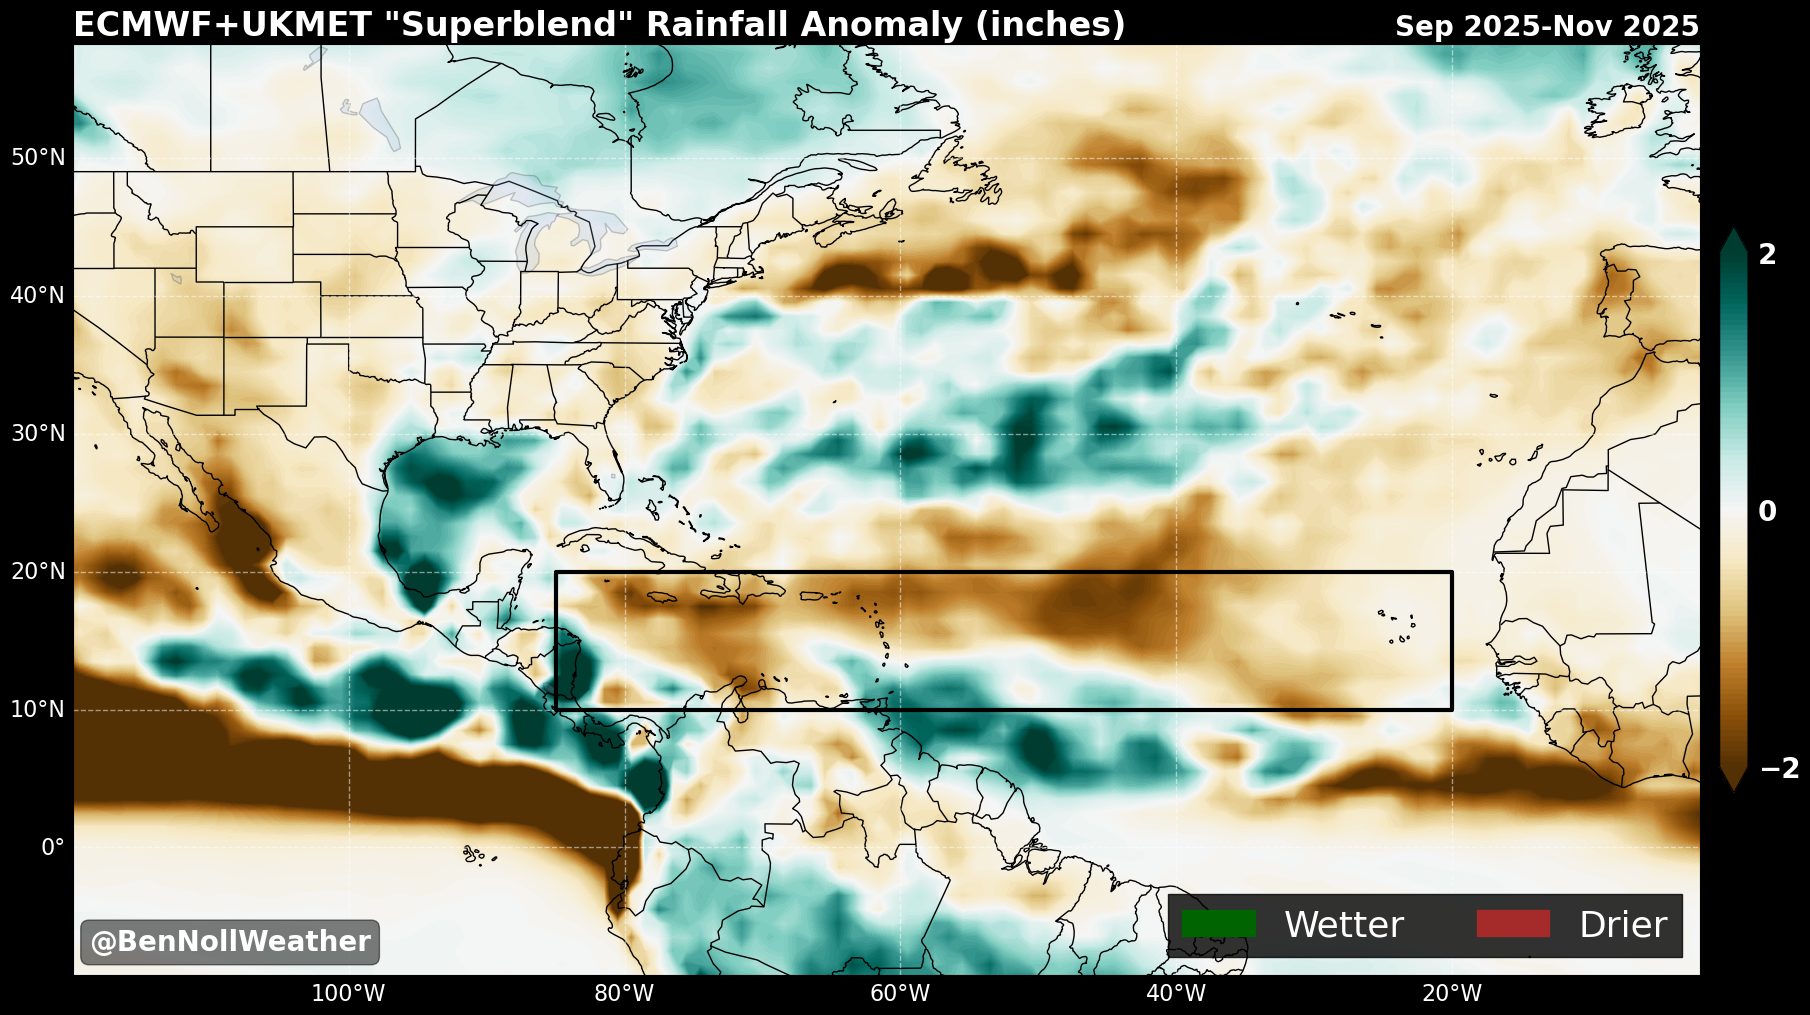 ECMWF+UKMET "Superblend" Rainfall Anomaly (inches)
Sep 2025-Nov 2025
50°N
40°N
30°N
20°N
10°N
0°
2
0
−2
@BenNollWeather
Wetter
Drier
100°W
80°W
60°W
40°W
20°W